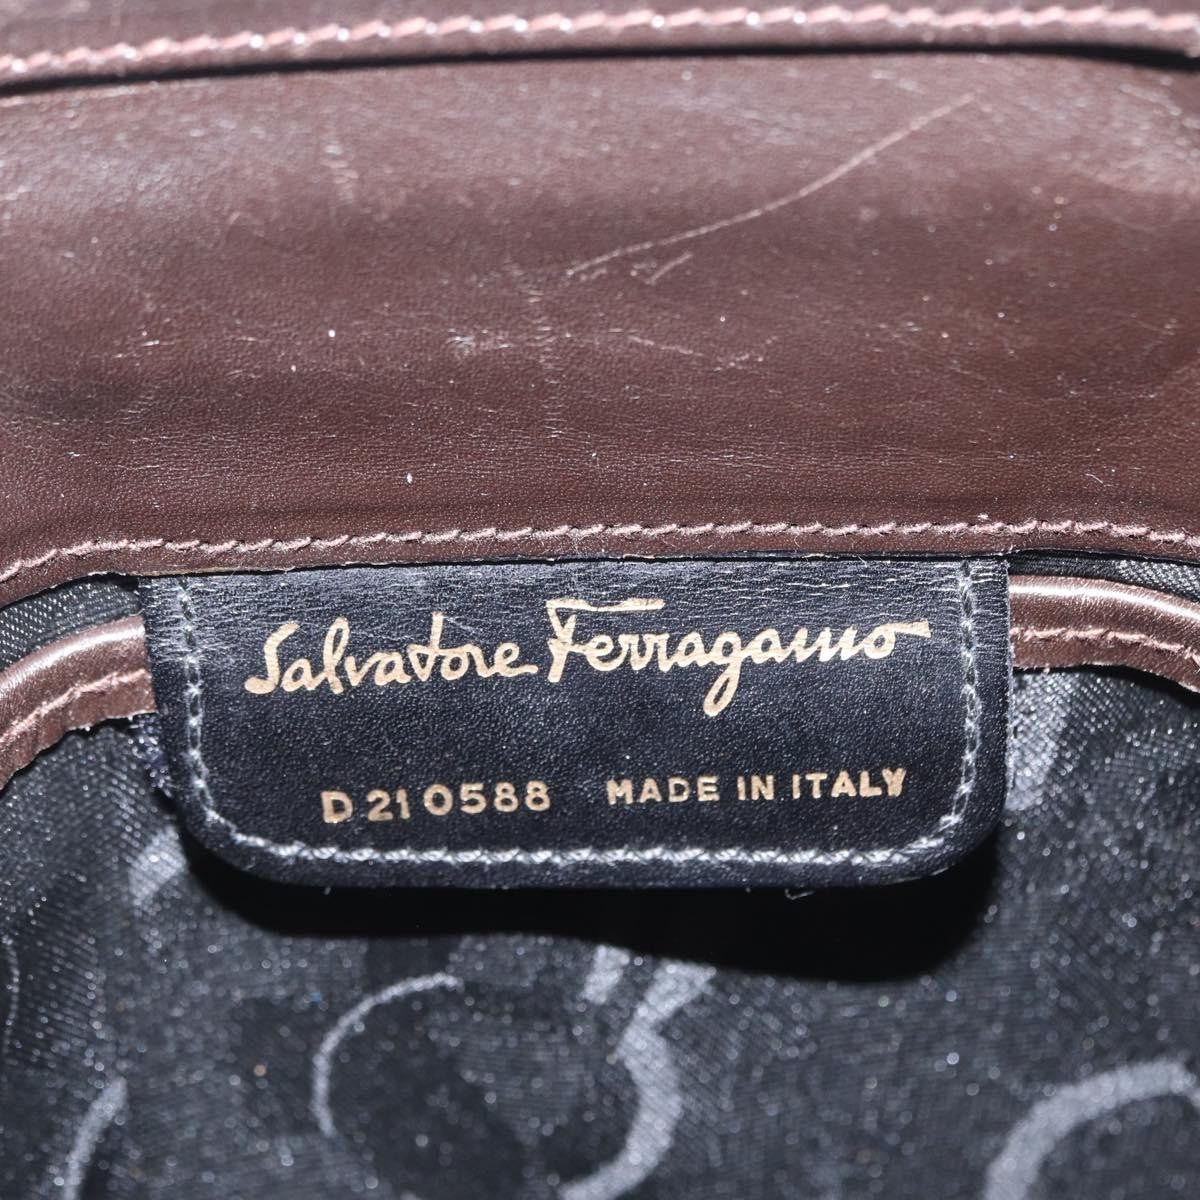 Salvatore Ferragamo
D 21 0588 MADE IN ITALY